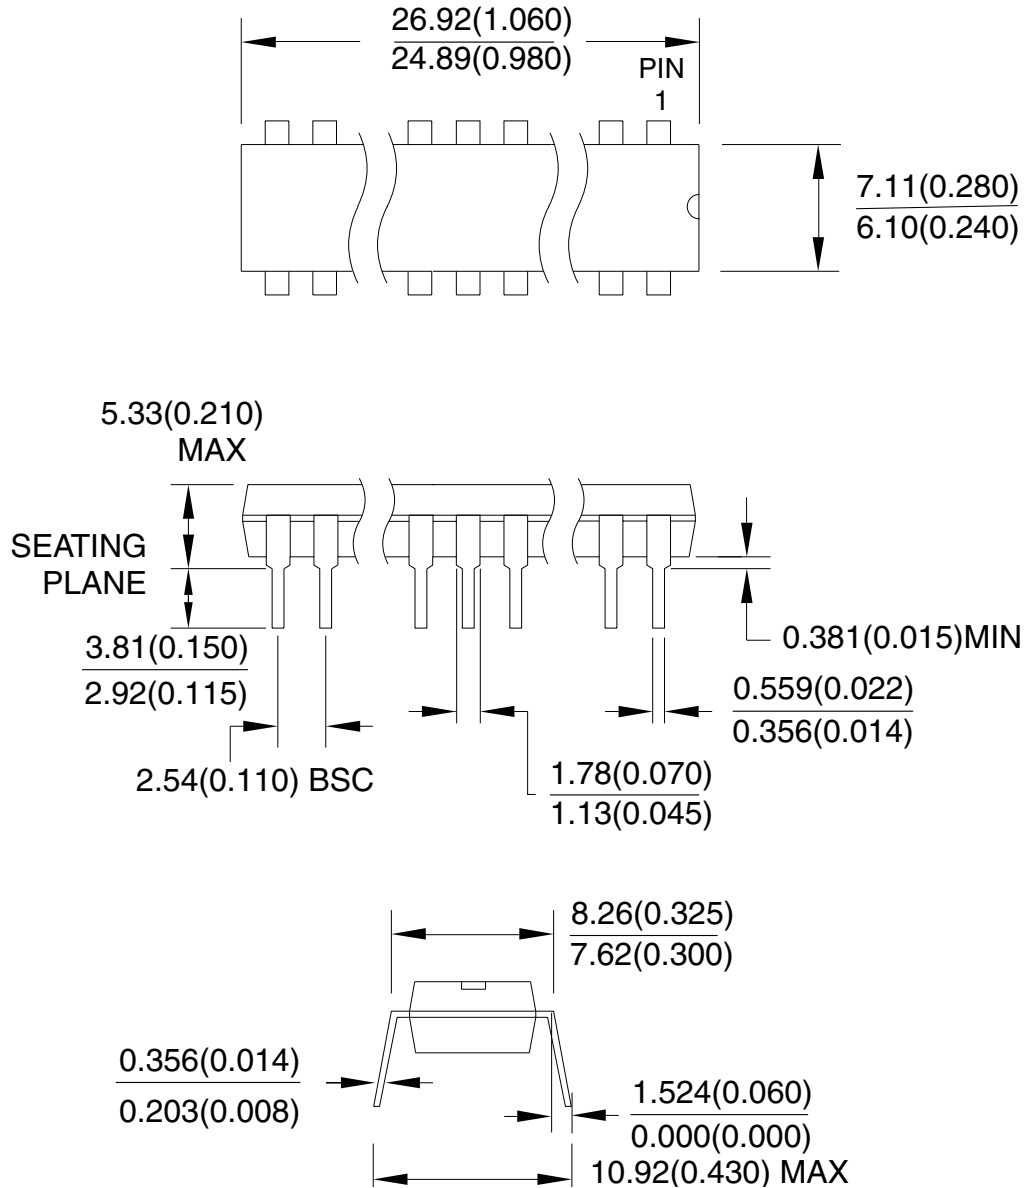 26.92(1.060)
24.89(0.980)
PIN
1
7.11(0.280)
6.10(0.240)
5.33(0.210)
MAX
SEATING
PLANE
3.81(0.150)
2.92(0.115)
0.381(0.015)MIN
0.559(0.022)
0.356(0.014)
2.54(0.110) BSC
1.78(0.070)
1.13(0.045)
8.26(0.325)
7.62(0.300)
0.356(0.014)
0.203(0.008)
1.524(0.060)
0.000(0.000)
10.92(0.430) MAX